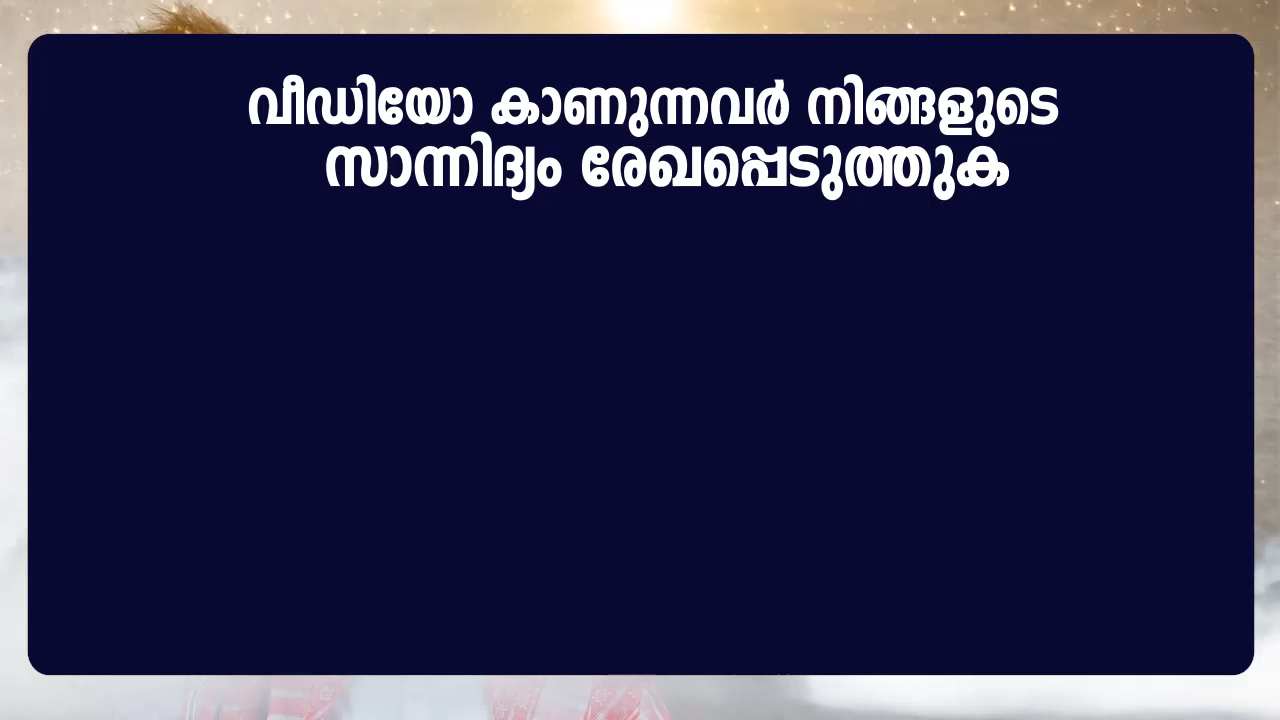 വീഡിയോ കാണുന്നവർ നിങ്ങളുടെ
സാന്നിദ്യം രേഖപ്പെടുത്തുക